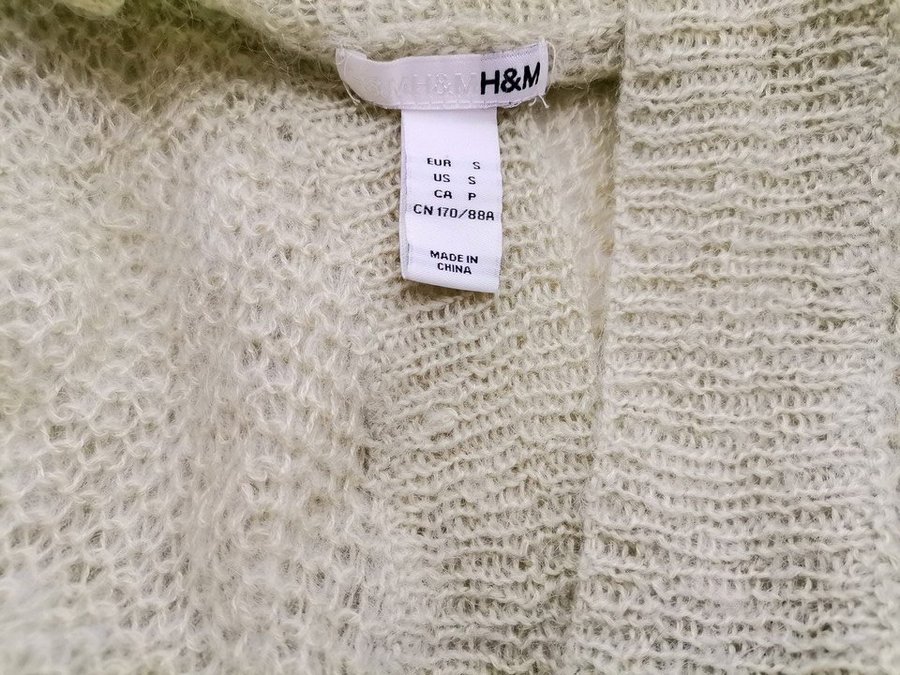 H&M H&M
EUR S
US S
CA P
CN 170/88A
MADE IN
CHINA